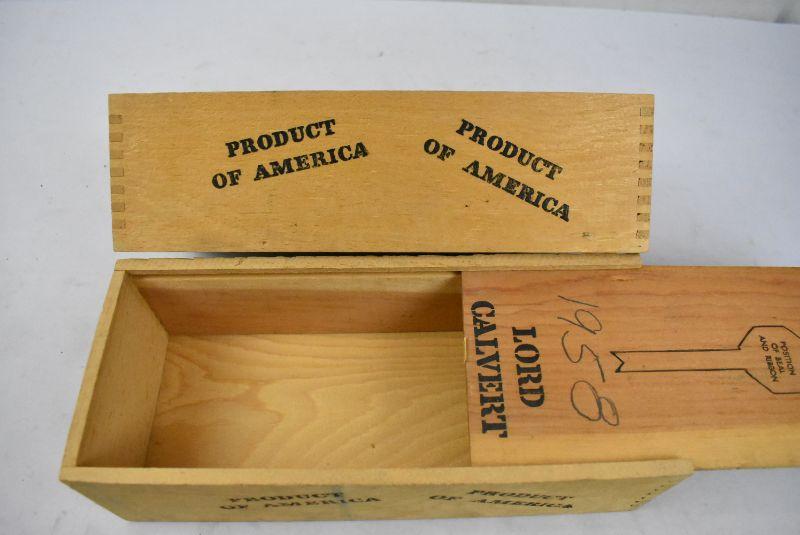 PRODUCT
OF AMERICA
PRODUCT
OF AMERICA
LORD
CALVERT
1958
POSITION
OF SEAL
AND RIBBON
PRODUCT
OF AMERICA
PRODUCT
OF AMERICA